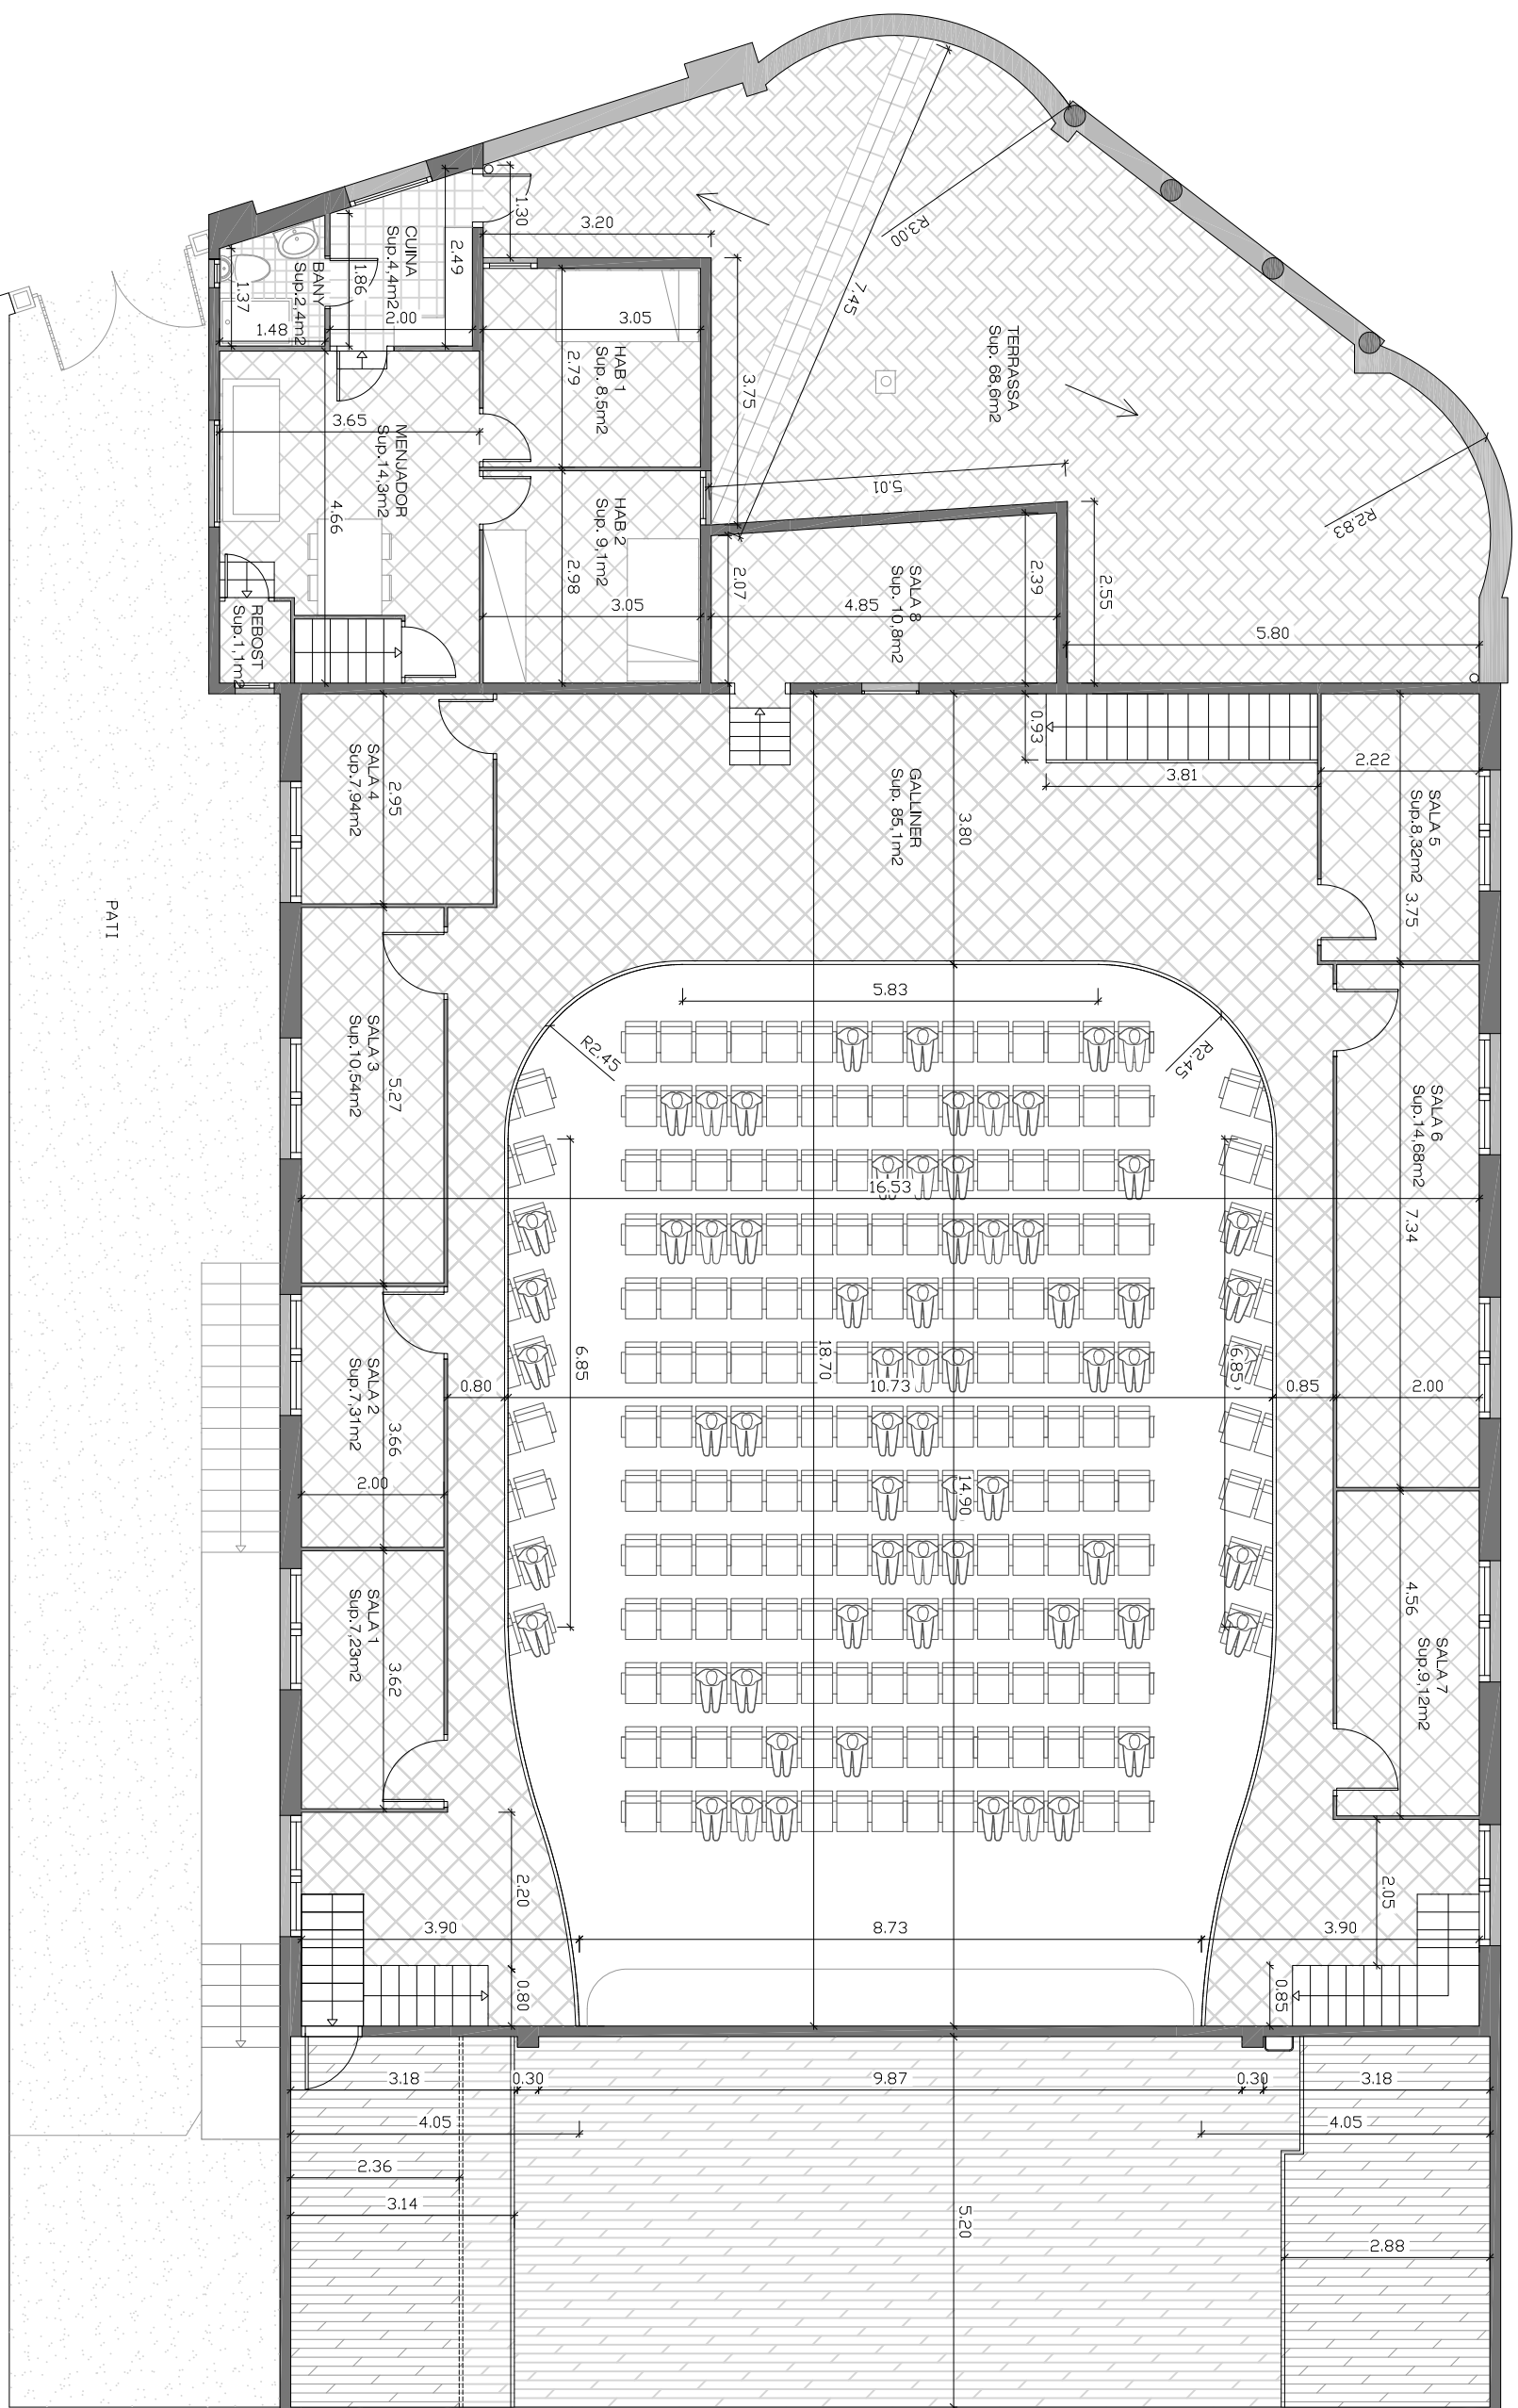 R3.00
7.45
1.30
3.20
TERRASSA
Sup. 68,6m2
R2.83
CUINA
Sup.4,4m2
2.49
1.86
2.00
BANY
Sup.2,4m2
1.37
1.48
3.05
HAB 1
Sup. 8,5m2
2.79
3.75
3.65
MENJADOR
Sup.14,3m2
4.66
5.01
HAB 2
Sup. 9,1m2
2.98
3.05
2.07
SALA 8
Sup. 10,8m2
4.85
2.39
2.55
5.80
REBOST
Sup.1,1m2
0.93
3.81
2.22
SALA 4
Sup.7,94m2
2.95
GALLINER
Sup. 85,1m2
3.80
SALA 5
Sup.8,32m2
3.75
PATI
5.83
R2.45
R2.45
SALA 3
Sup.10,54m2
5.27
SALA 6
Sup.14,68m2
7.34
16.53
6.85
18.70
6.85
0.80
10.73
0.85
2.00
SALA 2
Sup.7,31m2
3.66
2.00
14.90
SALA 1
Sup.7,23m2
3.62
4.56
SALA 7
Sup.9,12m2
2.20
2.05
3.90
8.73
3.90
0.80
0.85
3.18
0.30
9.87
0.30
3.18
4.05
4.05
2.36
3.14
5.20
2.88